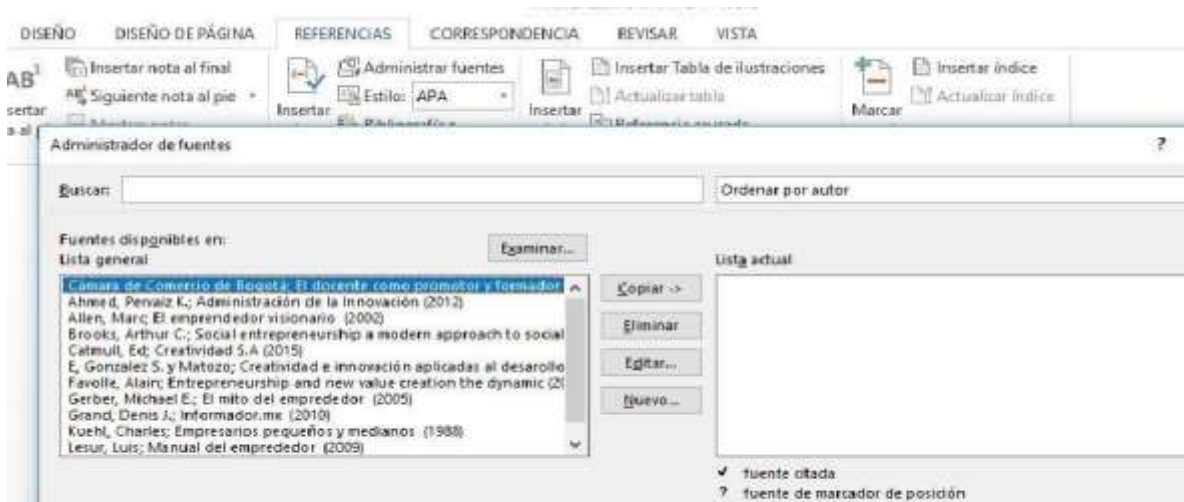 DISEÑO DISEÑO DE PÁGINA REFERENCIAS CORRESPONDENCIA REVISAR VISTA
AB¹ Insertar nota al final Administrar fuentes Insertar Tabla de ilustraciones Insertar índice
Siguiente nota al pie Estilo: APA Actualizar tabla Actualizar índice
sertar Insertar Insertar Marcar
Administrador de fuentes ?
Buscar: Ordenar por autor
Fuentes disponibles en:
Lista general Examinar... Lista actual
Cámara de Comercio de Bogotá; El docente como promotor y formador
Ahmed, Pervaiz K.; Administración de la Innovación (2012)
Allen, Marc; El emprendedor visionario (2002)
Brooks, Arthur C.; Social entrepreneurship a modern approach to social
Catmull, Ed; Creatividad S.A (2015)
E, Gonzalez S. y Matozo; Creatividad e innovación aplicadas al desarollo
Favolle, Alain; Entrepreneurship and new value creation the dynamic (20
Gerber, Michael E.; El mito del emprededor (2005)
Grand, Denis J.; Informador.mx (2010)
Kuehl, Charles; Empresarios pequeños y medianos (1988)
Lesur, Luis; Manual del emprededor (2009)
Copiar ->
Eliminar
Editar...
Nuevo...
✓ fuente citada
? fuente de marcador de posición